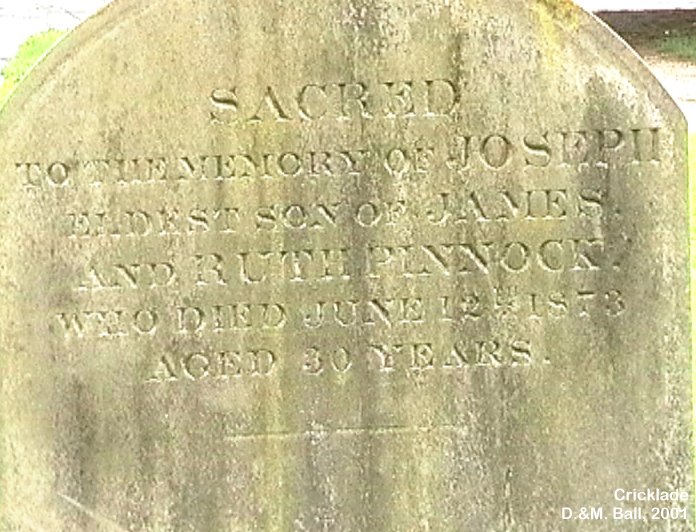 SACRED
TO THE MEMORY OF JOSEPH
ELDEST SON OF JAMES.
AND RUTH PINNOCK.
WHO DIED JUNE 12th 1873
AGED 30 YEARS.
Cricklade
D.&M. Ball, 2001